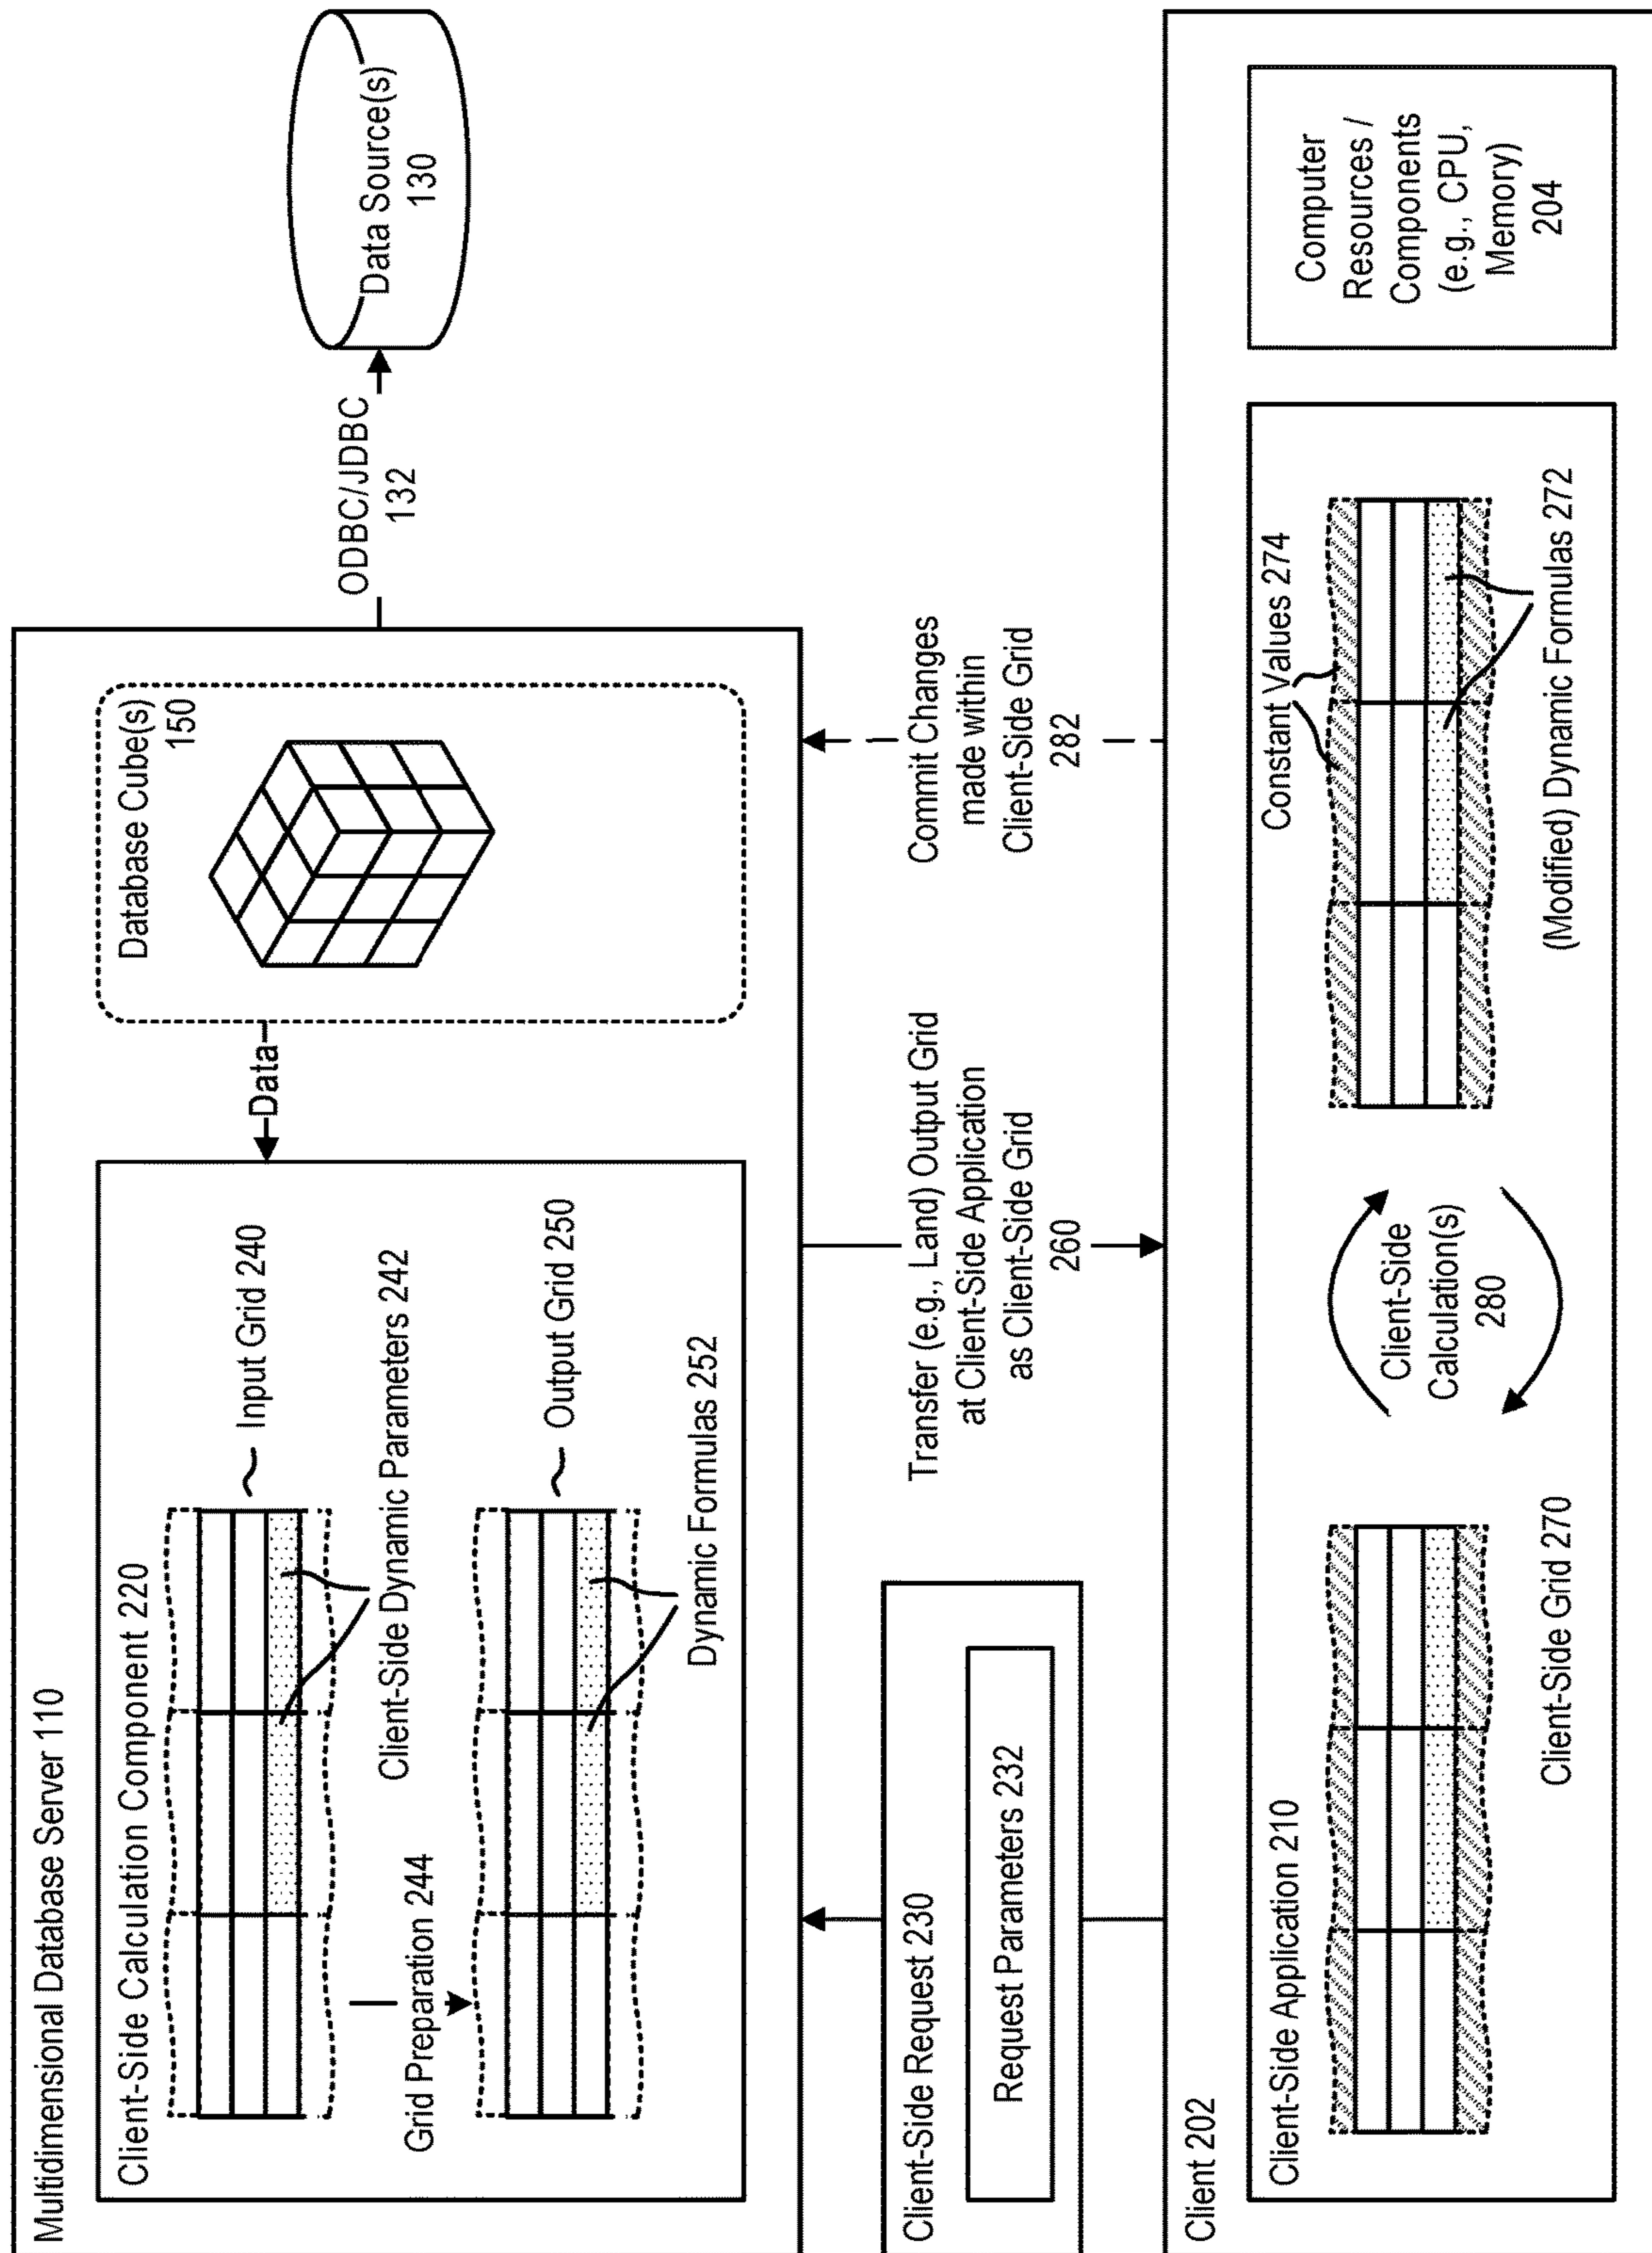 Multidimensional Database Server 110
Client-Side Calculation Component 220
Input Grid 240
Client-Side Dynamic Parameters 242
Grid Preparation 244
Output Grid 250
Dynamic Formulas 252
Data
Database Cube(s)
150
ODBC/JDBC
132
Data Source(s)
130
Client-Side Request 230
Request Parameters 232
Transfer (e.g., Land) Output Grid
at Client-Side Application
as Client-Side Grid
260
Commit Changes
made within
Client-Side Grid
282
Client 202
Client-Side Application 210
Client-Side Grid 270
Client-Side
Calculation(s)
280
Constant Values 274
(Modified) Dynamic Formulas 272
Computer
Resources /
Components
(e.g., CPU,
Memory)
204